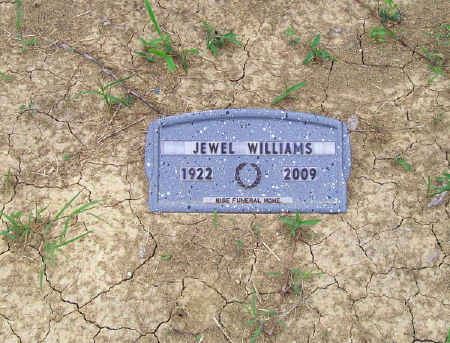 JEWEL WILLIAMS
1922 2009
WISE FUNERAL HOME